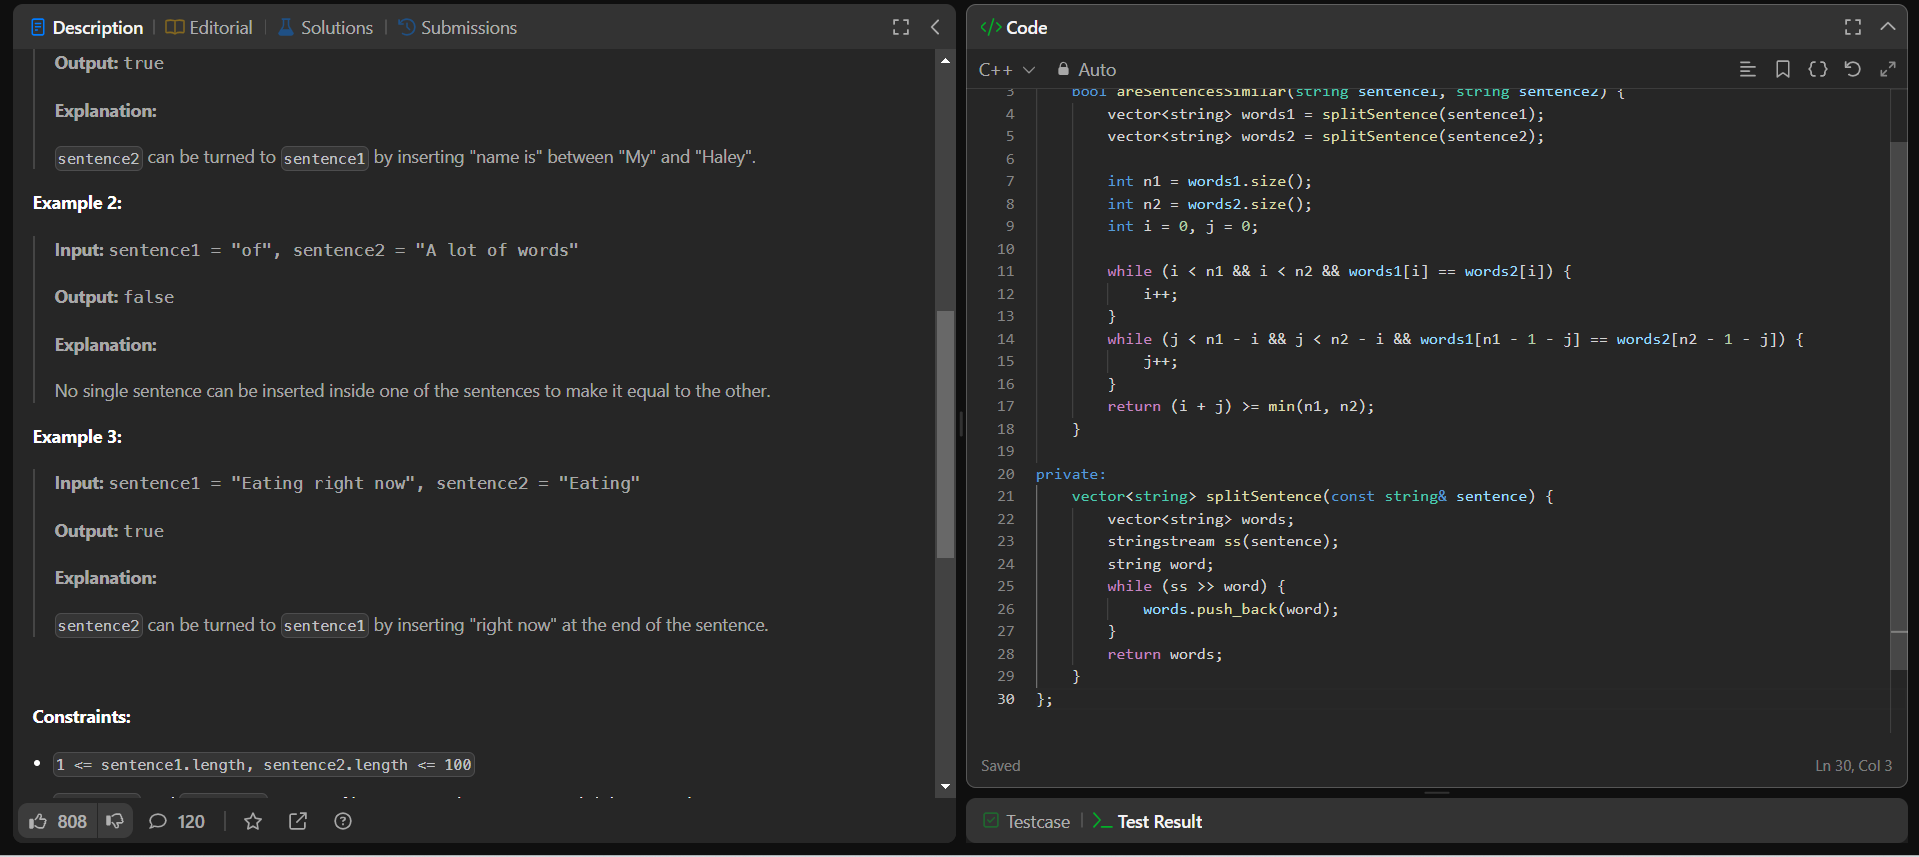 Description
Editorial
Solutions
Submissions
Output: true
Explanation:
sentence2 can be turned to sentence1 by inserting "name is" between "My" and "Haley".
Example 2:
Input: sentence1 = "of", sentence2 = "A lot of words"
Output: false
Explanation:
No single sentence can be inserted inside one of the sentences to make it equal to the other.
Example 3:
Input: sentence1 = "Eating right now", sentence2 = "Eating"
Output: true
Explanation:
sentence2 can be turned to sentence1 by inserting "right now" at the end of the sentence.
Constraints:
• 1 <= sentence1.length, sentence2.length <= 100
808
120
</> Code
C++
Auto
3 bool areSentencesSimilar(string sentence1, string sentence2) {
4 vector<string> words1 = splitSentence(sentence1);
5 vector<string> words2 = splitSentence(sentence2);
6
7 int n1 = words1.size();
8 int n2 = words2.size();
9 int i = 0, j = 0;
10
11 while (i < n1 && i < n2 && words1[i] == words2[i]) {
12 i++;
13 }
14 while (j < n1 - i && j < n2 - i && words1[n1 - 1 - j] == words2[n2 - 1 - j]) {
15 j++;
16 }
17 return (i + j) >= min(n1, n2);
18 }
19
20 private:
21 vector<string> splitSentence(const string& sentence) {
22 vector<string> words;
23 stringstream ss(sentence);
24 string word;
25 while (ss >> word) {
26 words.push_back(word);
27 }
28 return words;
29 }
30 };
Saved
Ln 30, Col 3
Testcase
Test Result